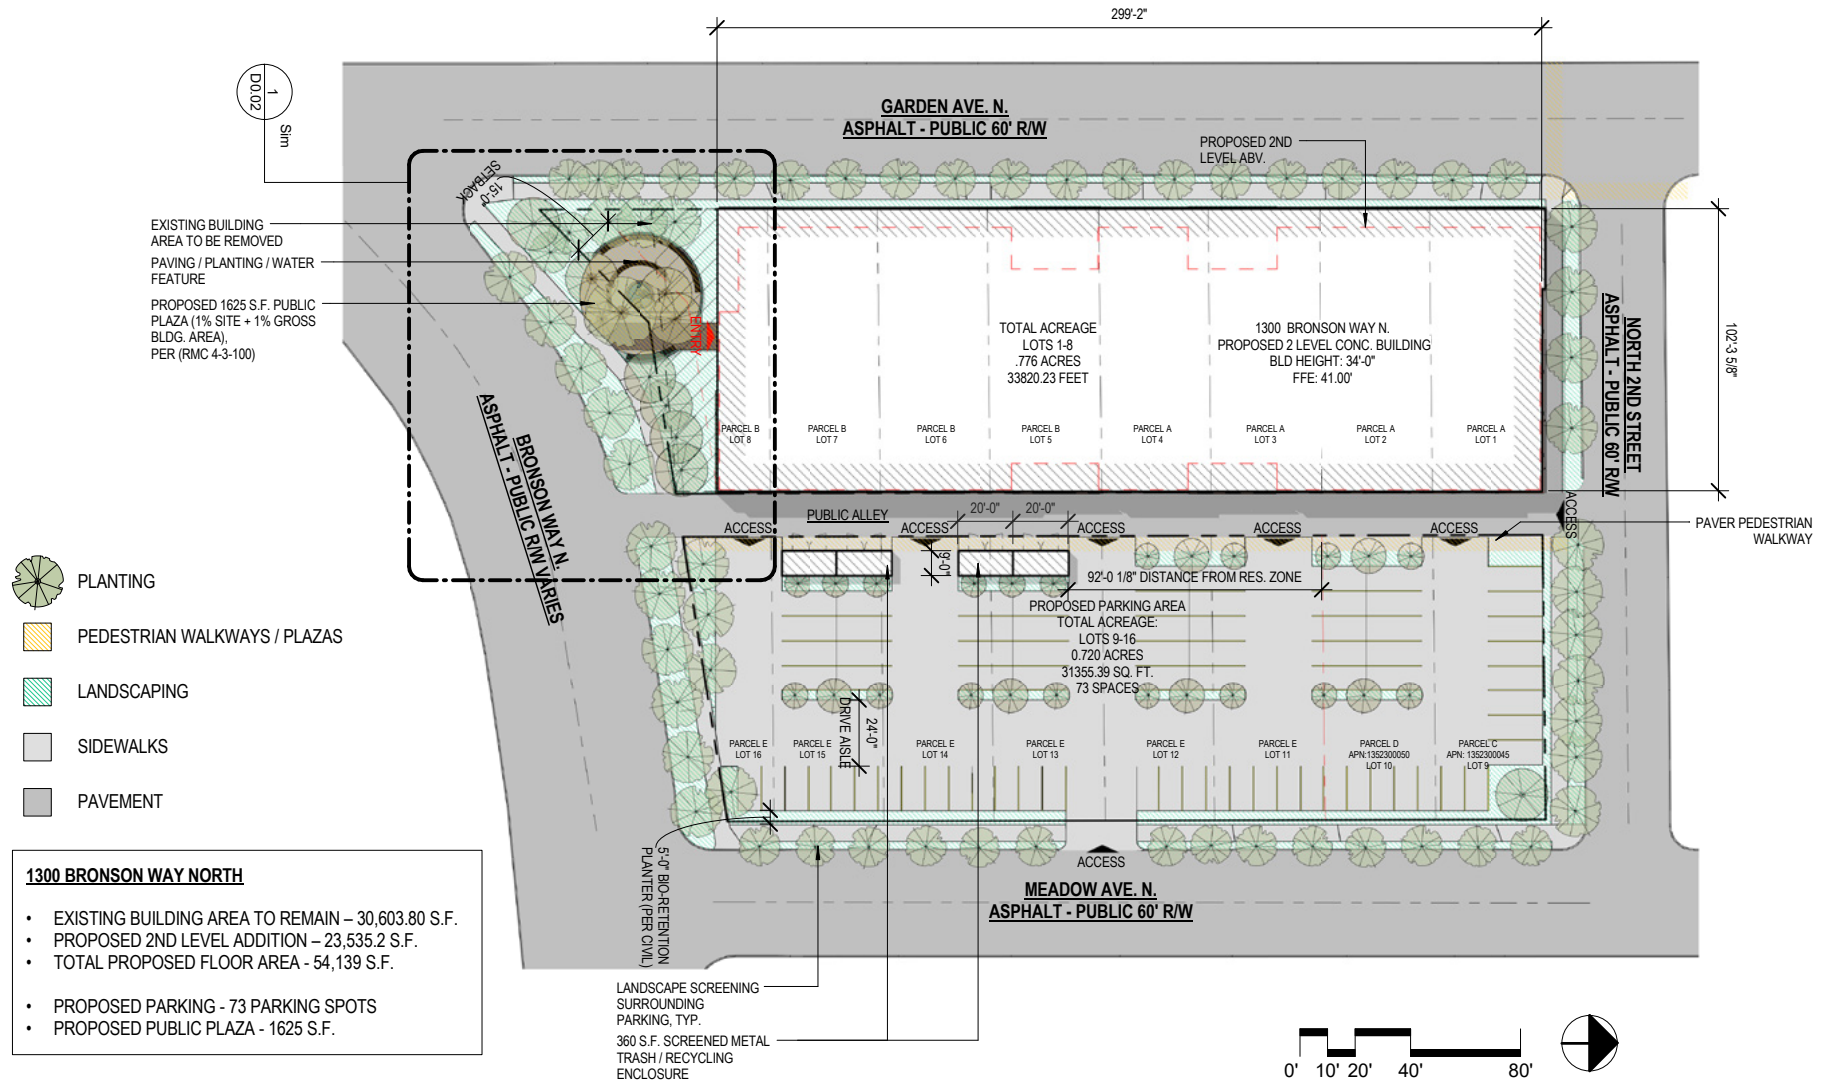 299'-2"
1
D0.02
Sim
GARDEN AVE. N.
ASPHALT - PUBLIC 60' R/W
PROPOSED 2ND
LEVEL ABV.
15'-0"
SETBACK
EXISTING BUILDING
AREA TO BE REMOVED
PAVING / PLANTING / WATER
FEATURE
PROPOSED 1625 S.F. PUBLIC
PLAZA (1% SITE + 1% GROSS
BLDG. AREA),
PER (RMC 4-3-100)
ENTRY
TOTAL ACREAGE
LOTS 1-8
.776 ACRES
33820.23 FEET
1300 BRONSON WAY N.
PROPOSED 2 LEVEL CONC. BUILDING
BLD HEIGHT: 34'-0"
FFE: 41.00'
NORTH 2ND STREET
ASPHALT - PUBLIC 60' R/W
102'-3 5/8"
PARCEL B
LOT 8
PARCEL B
LOT 7
PARCEL B
LOT 6
PARCEL B
LOT 5
PARCEL A
LOT 4
PARCEL A
LOT 3
PARCEL A
LOT 2
PARCEL A
LOT 1
BRONSON WAY N.
ASPHALT - PUBLIC R/W VARIES
PUBLIC ALLEY
20'-0"
20'-0"
ACCESS
ACCESS
ACCESS
ACCESS
ACCESS
ACCESS
PAVER PEDESTRIAN
WALKWAY
9'-0"
92'-0 1/8" DISTANCE FROM RES. ZONE
PROPOSED PARKING AREA
TOTAL ACREAGE:
LOTS 9-16
0.720 ACRES
31355.39 SQ. FT.
73 SPACES
24'-0"
DRIVE AISLE
PARCEL E
LOT 16
PARCEL E
LOT 15
PARCEL E
LOT 14
PARCEL E
LOT 13
PARCEL E
LOT 12
PARCEL E
LOT 11
PARCEL D
APN:1352300050
LOT 10
PARCEL C
APN: 1352300045
LOT 9
PLANTING
PEDESTRIAN WALKWAYS / PLAZAS
LANDSCAPING
SIDEWALKS
PAVEMENT
5'-0" BIO-RETENTION
PLANTER (PER CIVIL)
ACCESS
MEADOW AVE. N.
ASPHALT - PUBLIC 60' R/W
1300 BRONSON WAY NORTH
• EXISTING BUILDING AREA TO REMAIN – 30,603.80 S.F.
• PROPOSED 2ND LEVEL ADDITION – 23,535.2 S.F.
• TOTAL PROPOSED FLOOR AREA - 54,139 S.F.
• PROPOSED PARKING - 73 PARKING SPOTS
• PROPOSED PUBLIC PLAZA - 1625 S.F.
LANDSCAPE SCREENING
SURROUNDING
PARKING, TYP.
360 S.F. SCREENED METAL
TRASH / RECYCLING
ENCLOSURE
0' 10' 20' 40' 80'